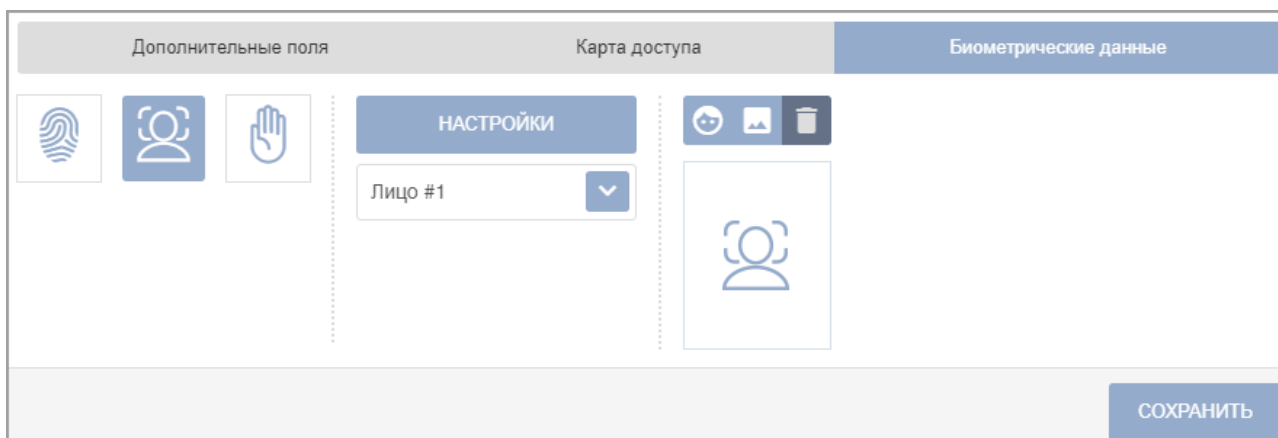 Дополнительные поля
Карта доступа
Биометрические данные
НАСТРОЙКИ
Лицо #1
СОХРАНИТЬ